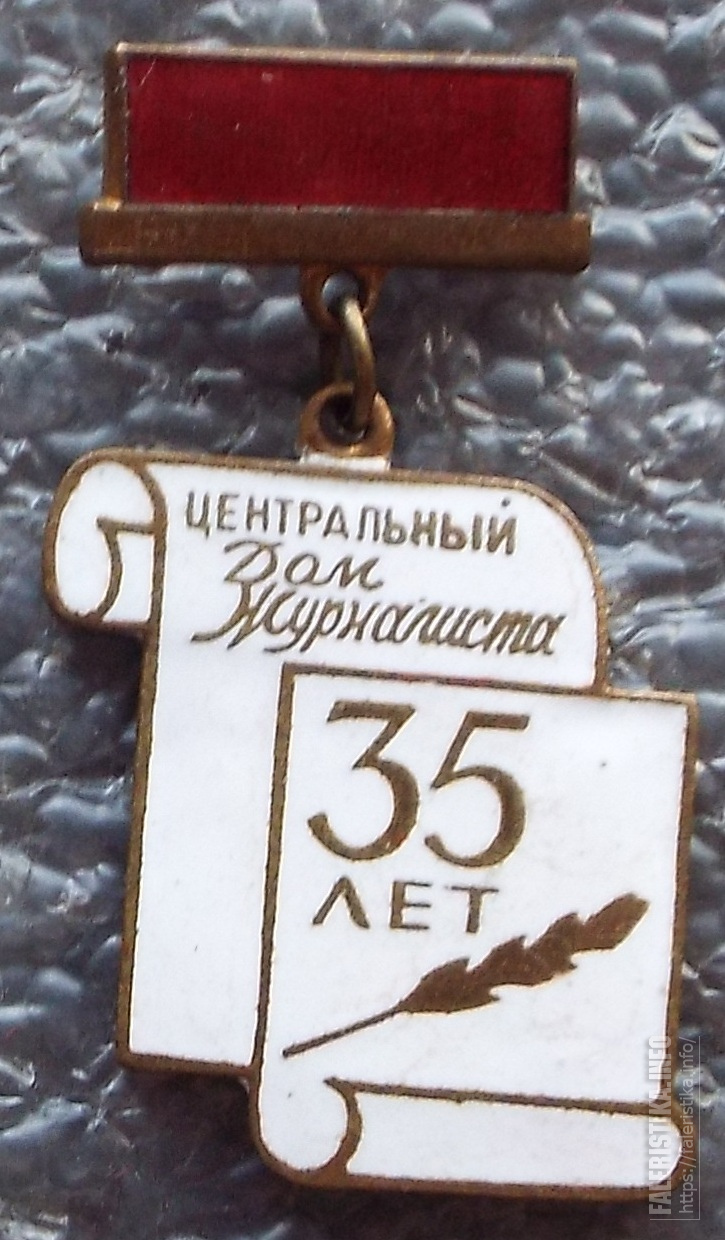 ЦЕНТРАЛЬНЫЙ
Дом
Журналиста
35
ЛЕТ
FALERISTIKA.INFO
https://faleristika.info/